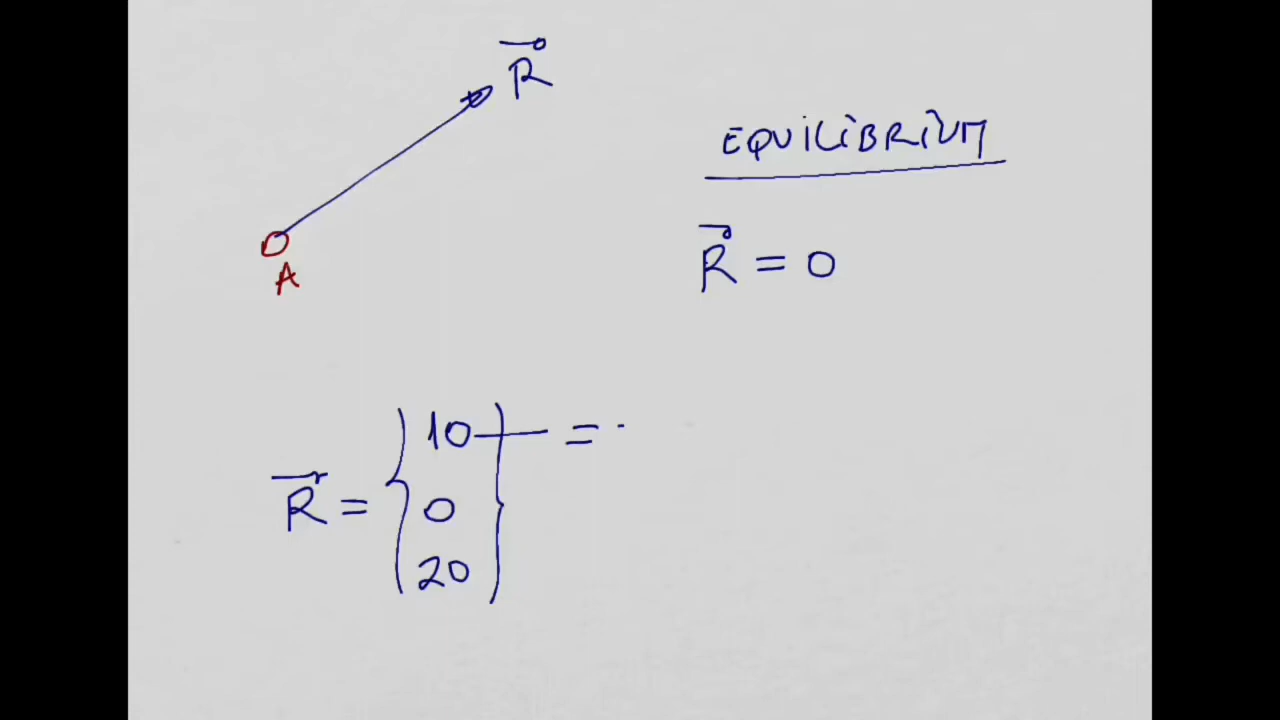 R
EQUILIBRIUM
A
R = 0
R = { 10 } =
0
20